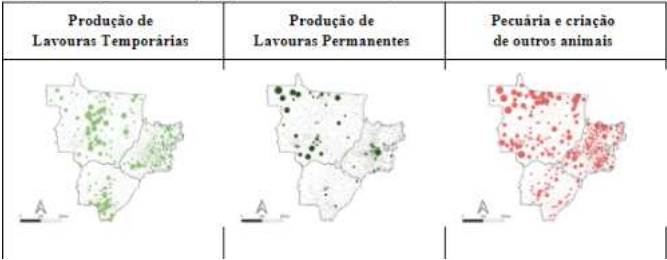 Produção de
Lavouras Temporárias
Produção de
Lavouras Permanentes
Pecuária e criação
de outros animais